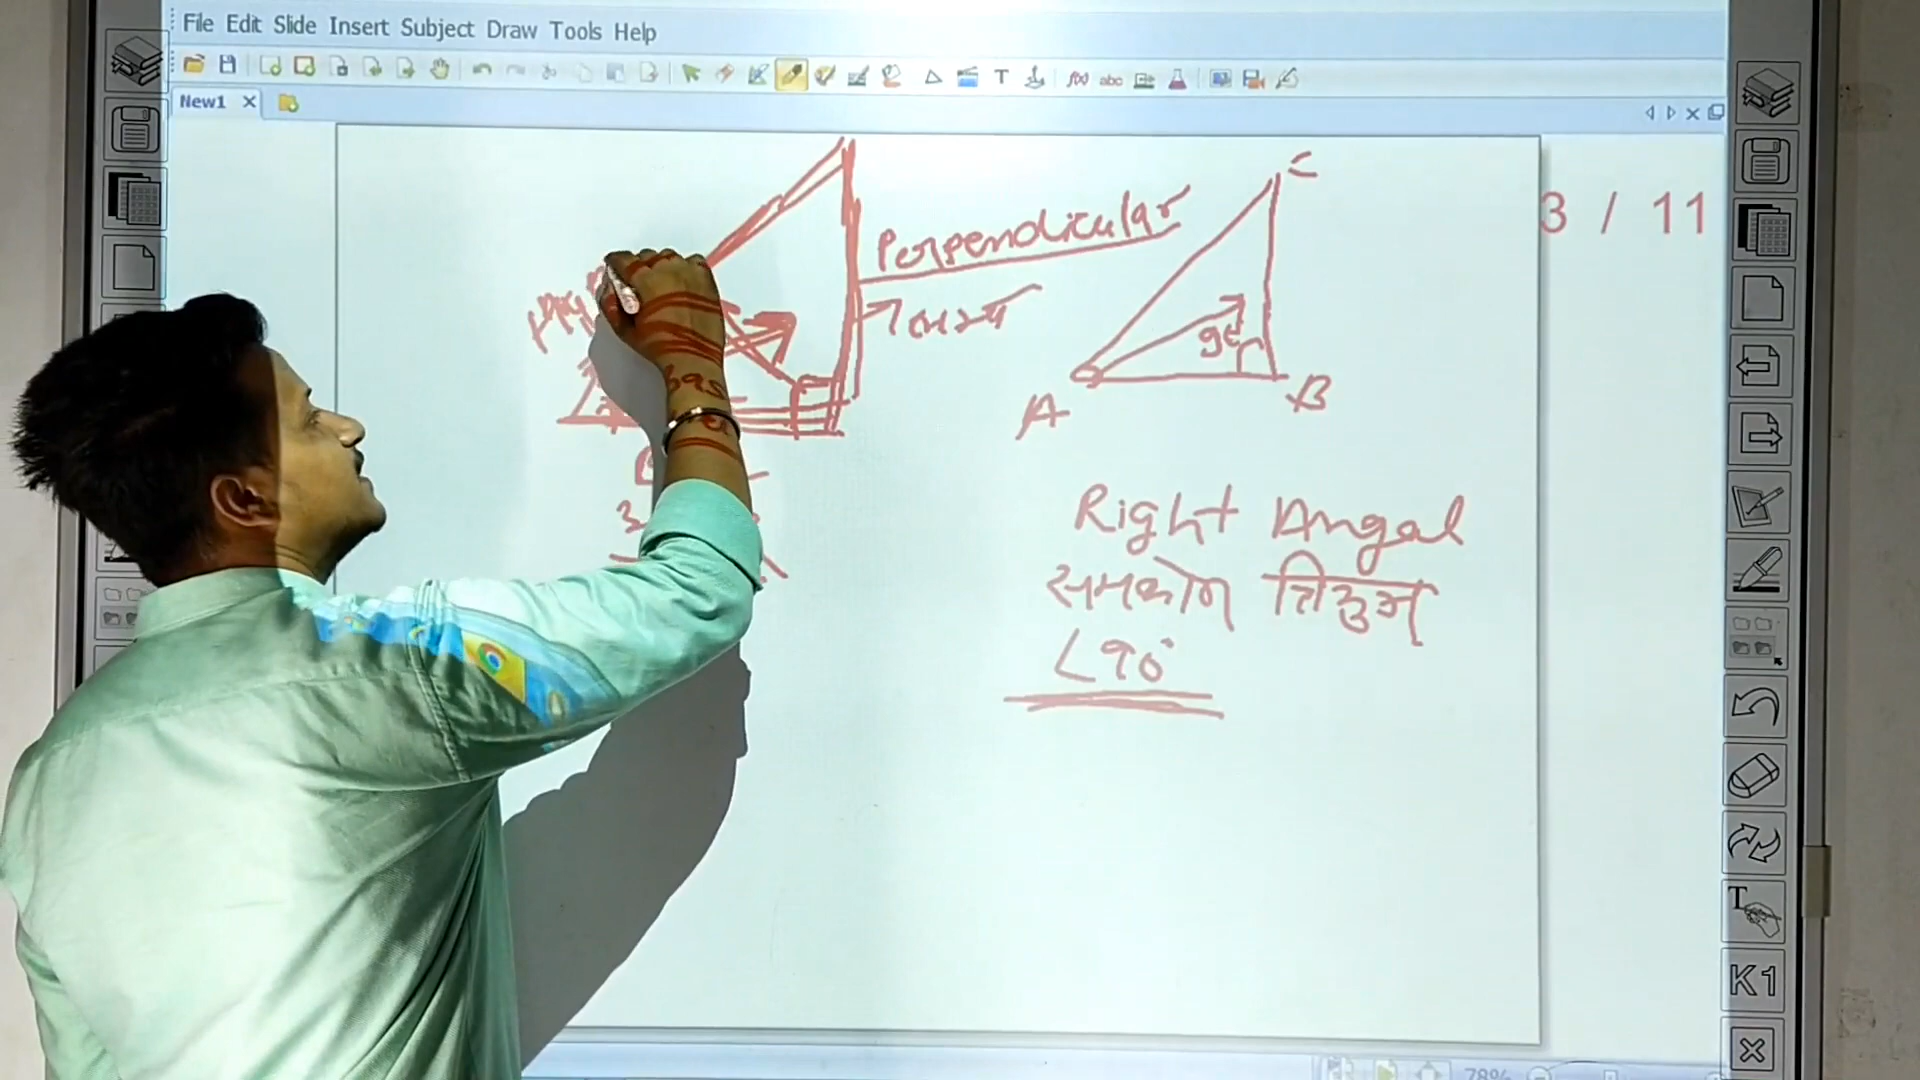 File Edit Slide Insert Subject Draw Tools Help
New1
3 / 11
C
Perpendicular
लम्ब
90
A
B
Right Angal
समकोण त्रिभुज
<90°
K1
78%